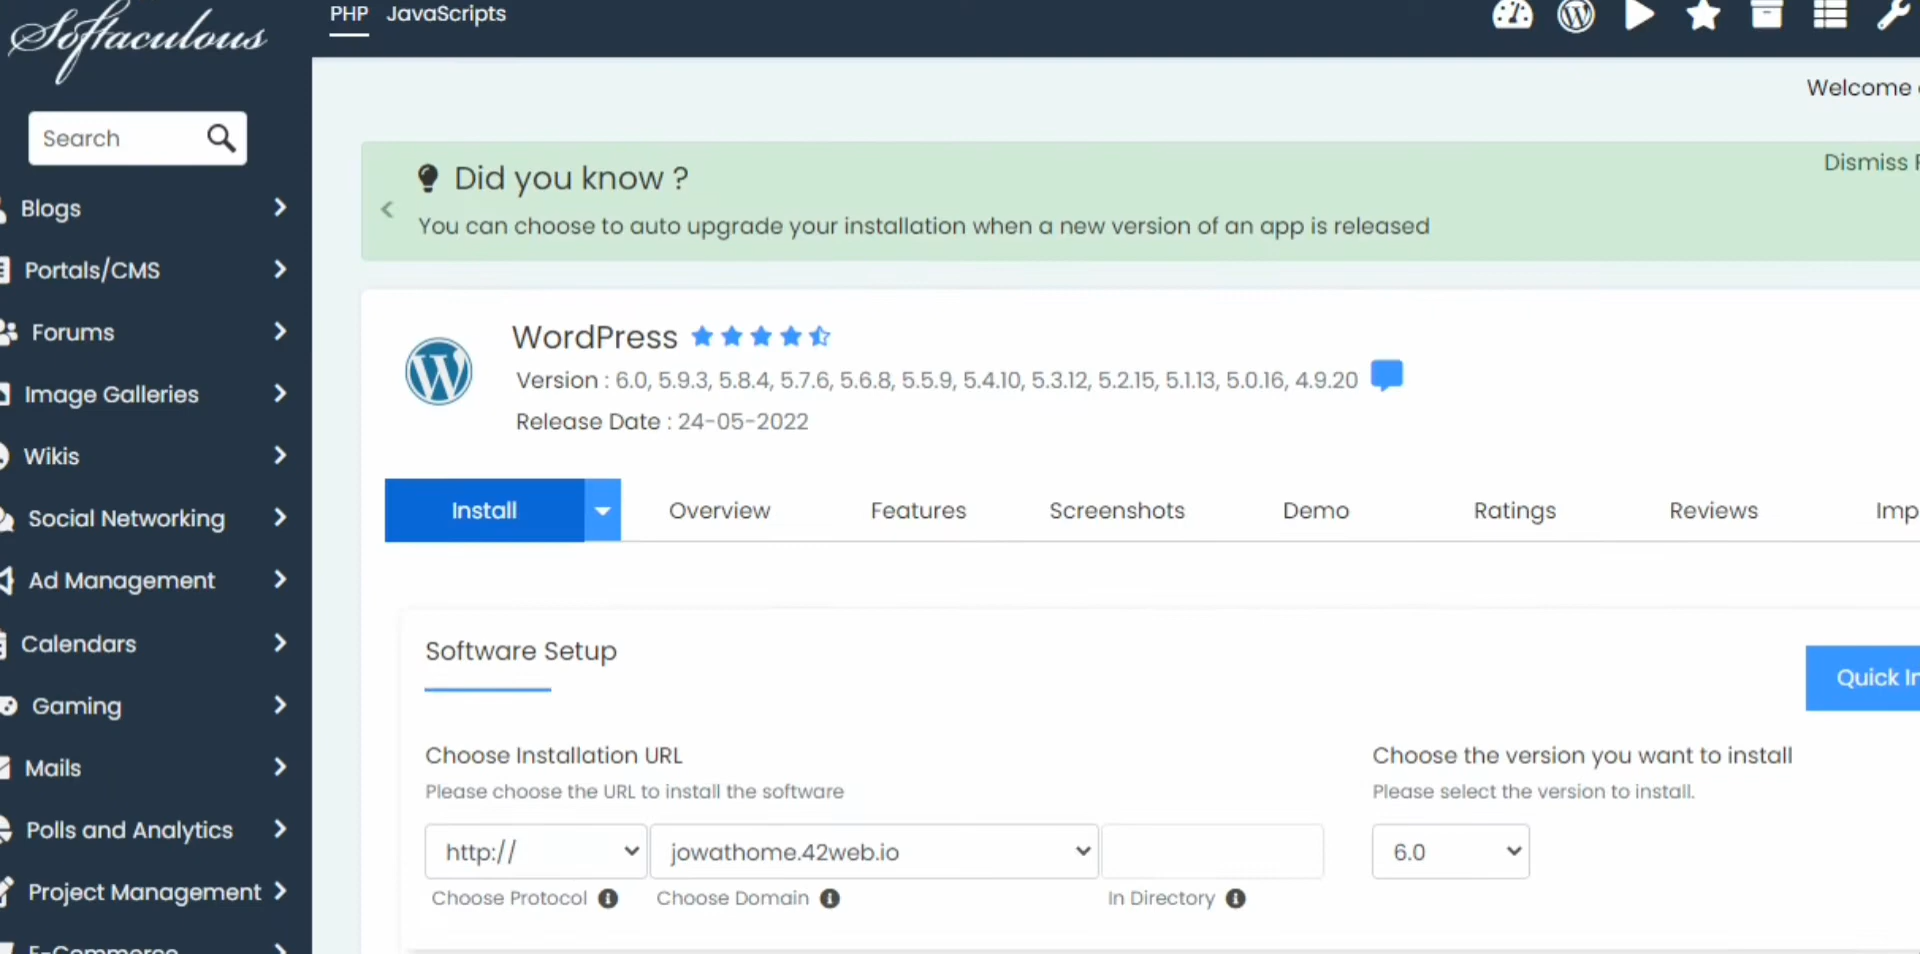 Softaculous
PHP JavaScripts
Search
Welcome
Blogs
Portals/CMS
Forums
Image Galleries
Wikis
Social Networking
Ad Management
Calendars
Gaming
Mails
Polls and Analytics
Project Management
E-Commerce
Did you know ?
Dismiss
You can choose to auto upgrade your installation when a new version of an app is released
WordPress
Version : 6.0, 5.9.3, 5.8.4, 5.7.6, 5.6.8, 5.5.9, 5.4.10, 5.3.12, 5.2.15, 5.1.13, 5.0.16, 4.9.20
Release Date : 24-05-2022
Install Overview Features Screenshots Demo Ratings Reviews Imp
Software Setup
Quick In
Choose Installation URL
Please choose the URL to install the software
http:// jowathome.42web.io
Choose Protocol Choose Domain In Directory
Choose the version you want to install
Please select the version to install.
6.0